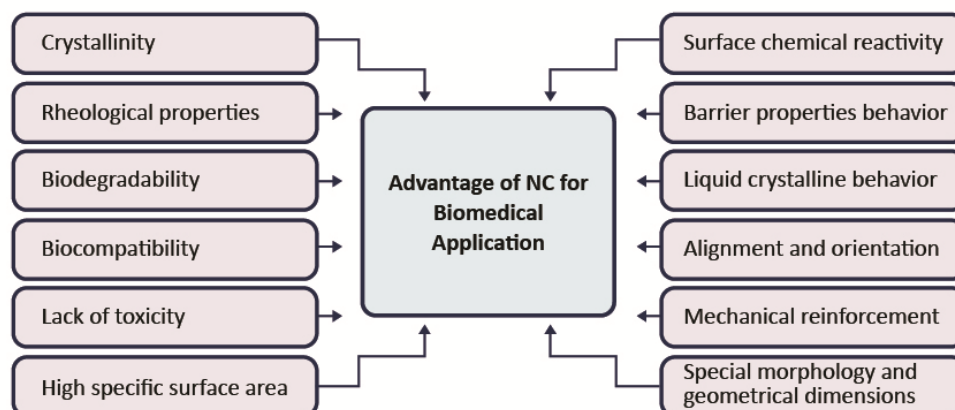 Crystallinity
Rheological properties
Biodegradability
Biocompatibility
Lack of toxicity
High specific surface area
Advantage of NC for
Biomedical
Application
Surface chemical reactivity
Barrier properties behavior
Liquid crystalline behavior
Alignment and orientation
Mechanical reinforcement
Special morphology and
geometrical dimensions